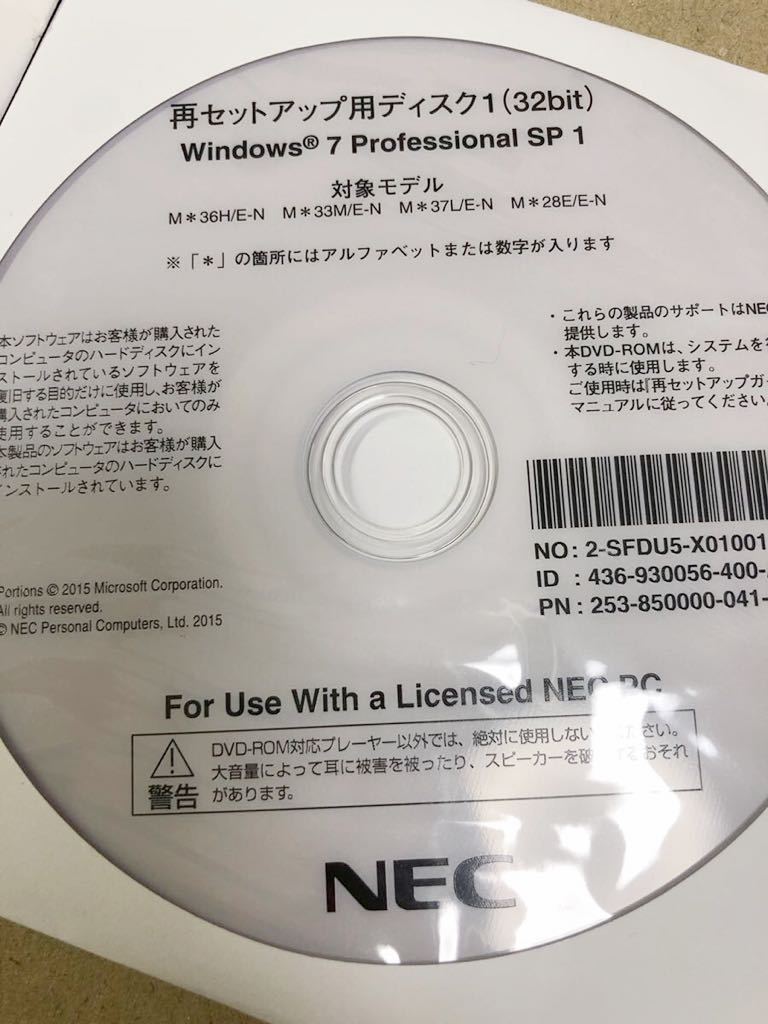 再セットアップ用ディスク1(32bit)
Windows® 7 Professional SP 1
対象モデル
M＊36H/E-N M＊33M/E-N M＊37L/E-N M＊28E/E-N
※「＊」の箇所にはアルファベットまたは数字が入ります
本ソフトウェアはお客様が購入された
コンピュータのハードディスクにイン
ストールされているソフトウェアを
復旧する目的だけに使用し、お客様が
購入されたコンピュータにおいてのみ
使用することができます。
本製品のソフトウェアはお客様が購入
されたコンピュータのハードディスクに
インストールされています。
・これらの製品のサポートはNEC
提供します。
・本DVD-ROMは、システムを
する時に使用します。
ご使用時は『再セットアップガ
マニュアルに従ってください
NO : 2-SFDU5-X01001
ID : 436-930056-400-
PN : 253-850000-041-
Portions © 2015 Microsoft Corporation.
All rights reserved.
© NEC Personal Computers, Ltd. 2015
For Use With a Licensed NEC PC
警告
DVD-ROM対応プレーヤー以外では、絶対に使用しないください。
大音量によって耳に被害を被ったり、スピーカーを破するおそれ
があります。
NEC